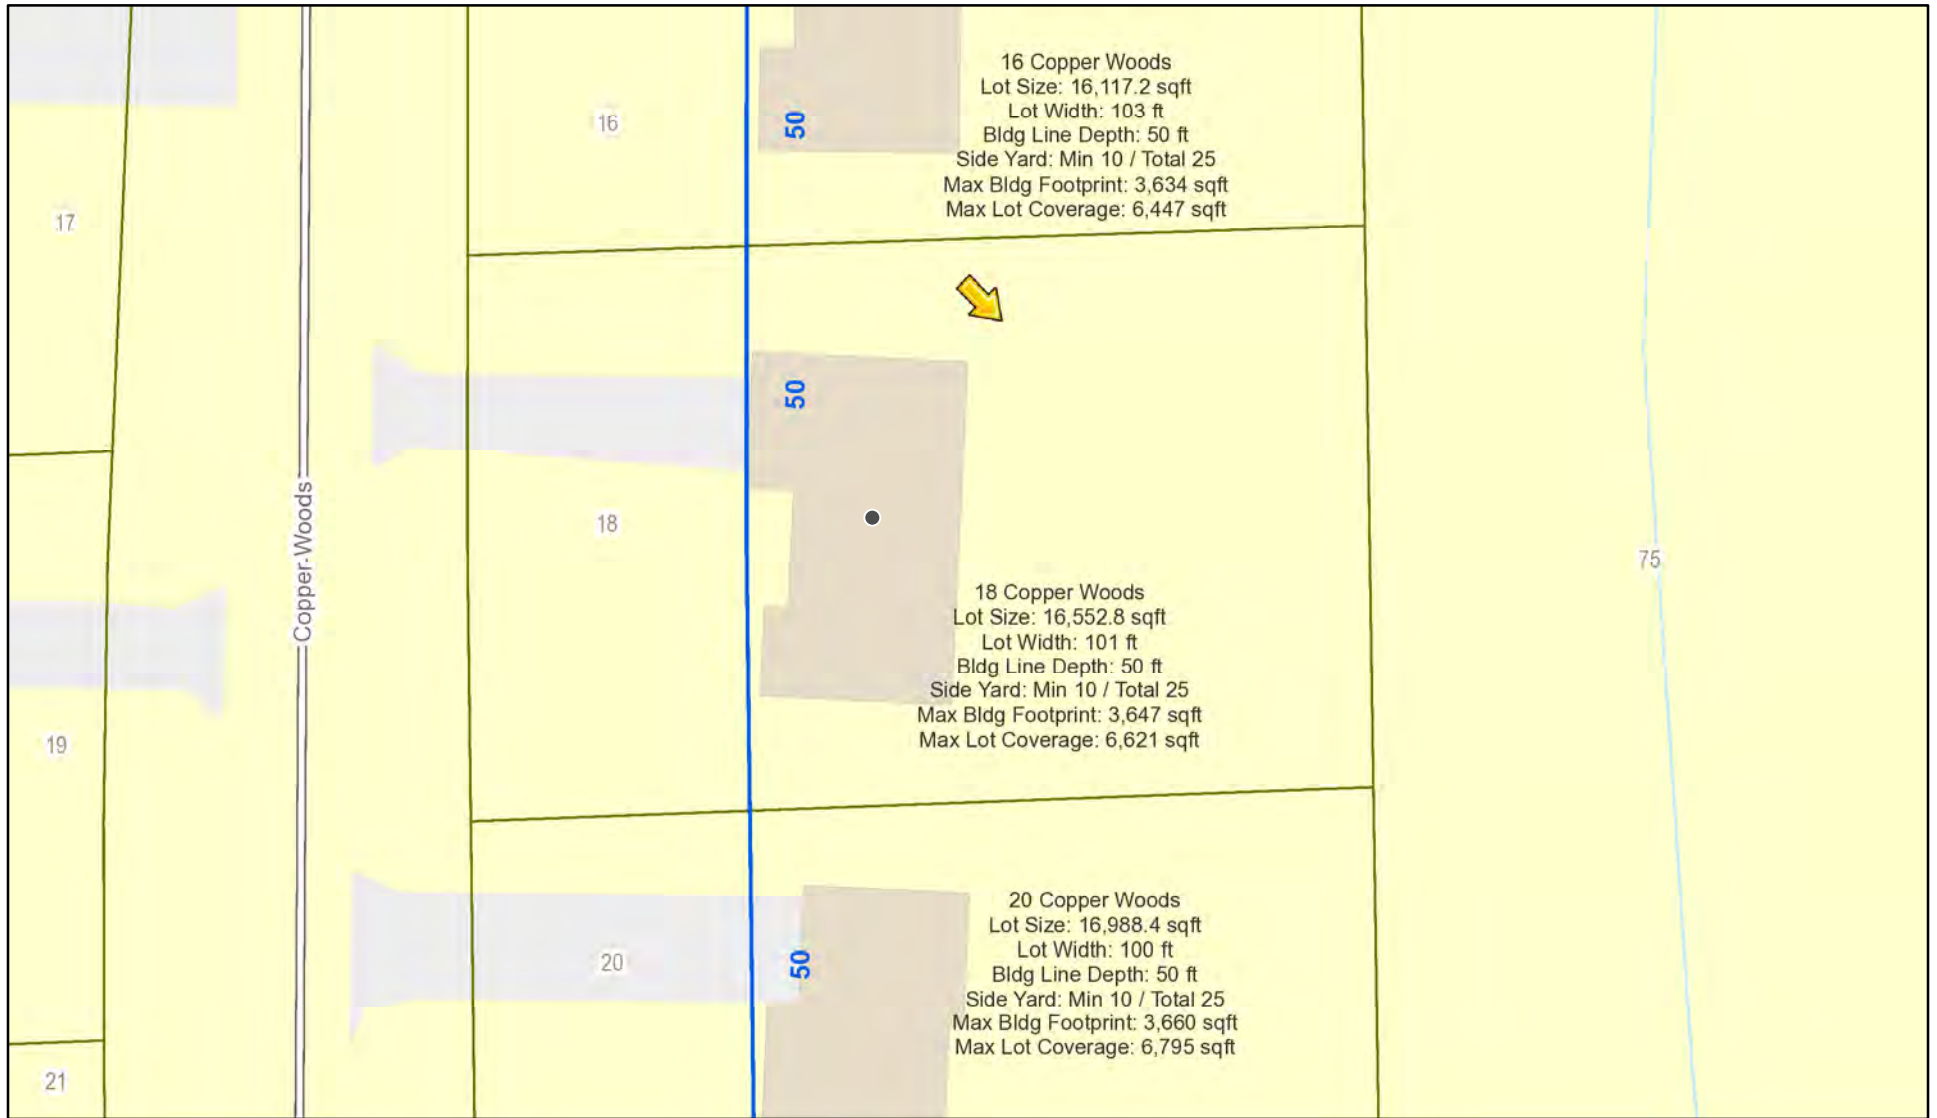 16 Copper Woods
Lot Size: 16,117.2 sqft
Lot Width: 103 ft
Bldg Line Depth: 50 ft
Side Yard: Min 10 / Total 25
Max Bldg Footprint: 3,634 sqft
Max Lot Coverage: 6,447 sqft
16
50
17
50
18
Copper-Woods
75
18 Copper Woods
Lot Size: 16,552.8 sqft
Lot Width: 101 ft
Bldg Line Depth: 50 ft
Side Yard: Min 10 / Total 25
Max Bldg Footprint: 3,647 sqft
Max Lot Coverage: 6,621 sqft
19
20 Copper Woods
Lot Size: 16,988.4 sqft
Lot Width: 100 ft
Bldg Line Depth: 50 ft
Side Yard: Min 10 / Total 25
Max Bldg Footprint: 3,660 sqft
Max Lot Coverage: 6,795 sqft
20
50
21